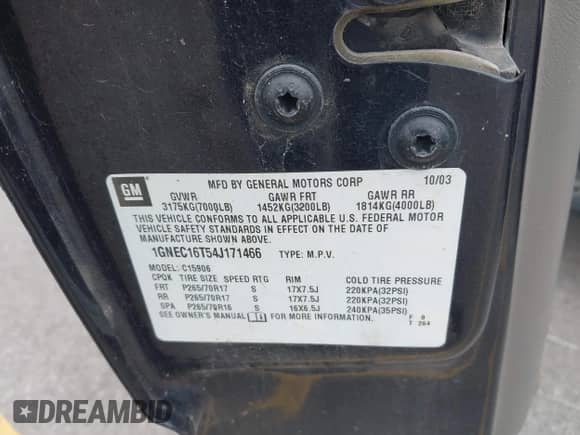 GM
MFD BY GENERAL MOTORS CORP 10/03
GVWR GAWR FRT GAWR RR
3175KG(7000LB) 1452KG(3200LB) 1814KG(4000LB)
THIS VEHICLE CONFORMS TO ALL APPLICABLE U.S. FEDERAL MOTOR
VEHICLE SAFETY STANDARDS IN EFFECT ON THE DATE OF
MANUFACTURE SHOWN ABOVE.
1GNEC16T54J171466 TYPE: M.P.V.
MODEL: C15906
CPQK TIRE SIZE SPEED RTG RIM COLD TIRE PRESSURE
FRT P265/70R17 S 17X7.5J 220KPA(32PSI)
RR P265/70R17 S 17X7.5J 220KPA(32PSI)
SPA P265/70R16 S 16X6.5J 240KPA(35PSI)
SEE OWNER'S MANUAL FOR MORE INFORMATION.
F 0
T 264
DREAMBID